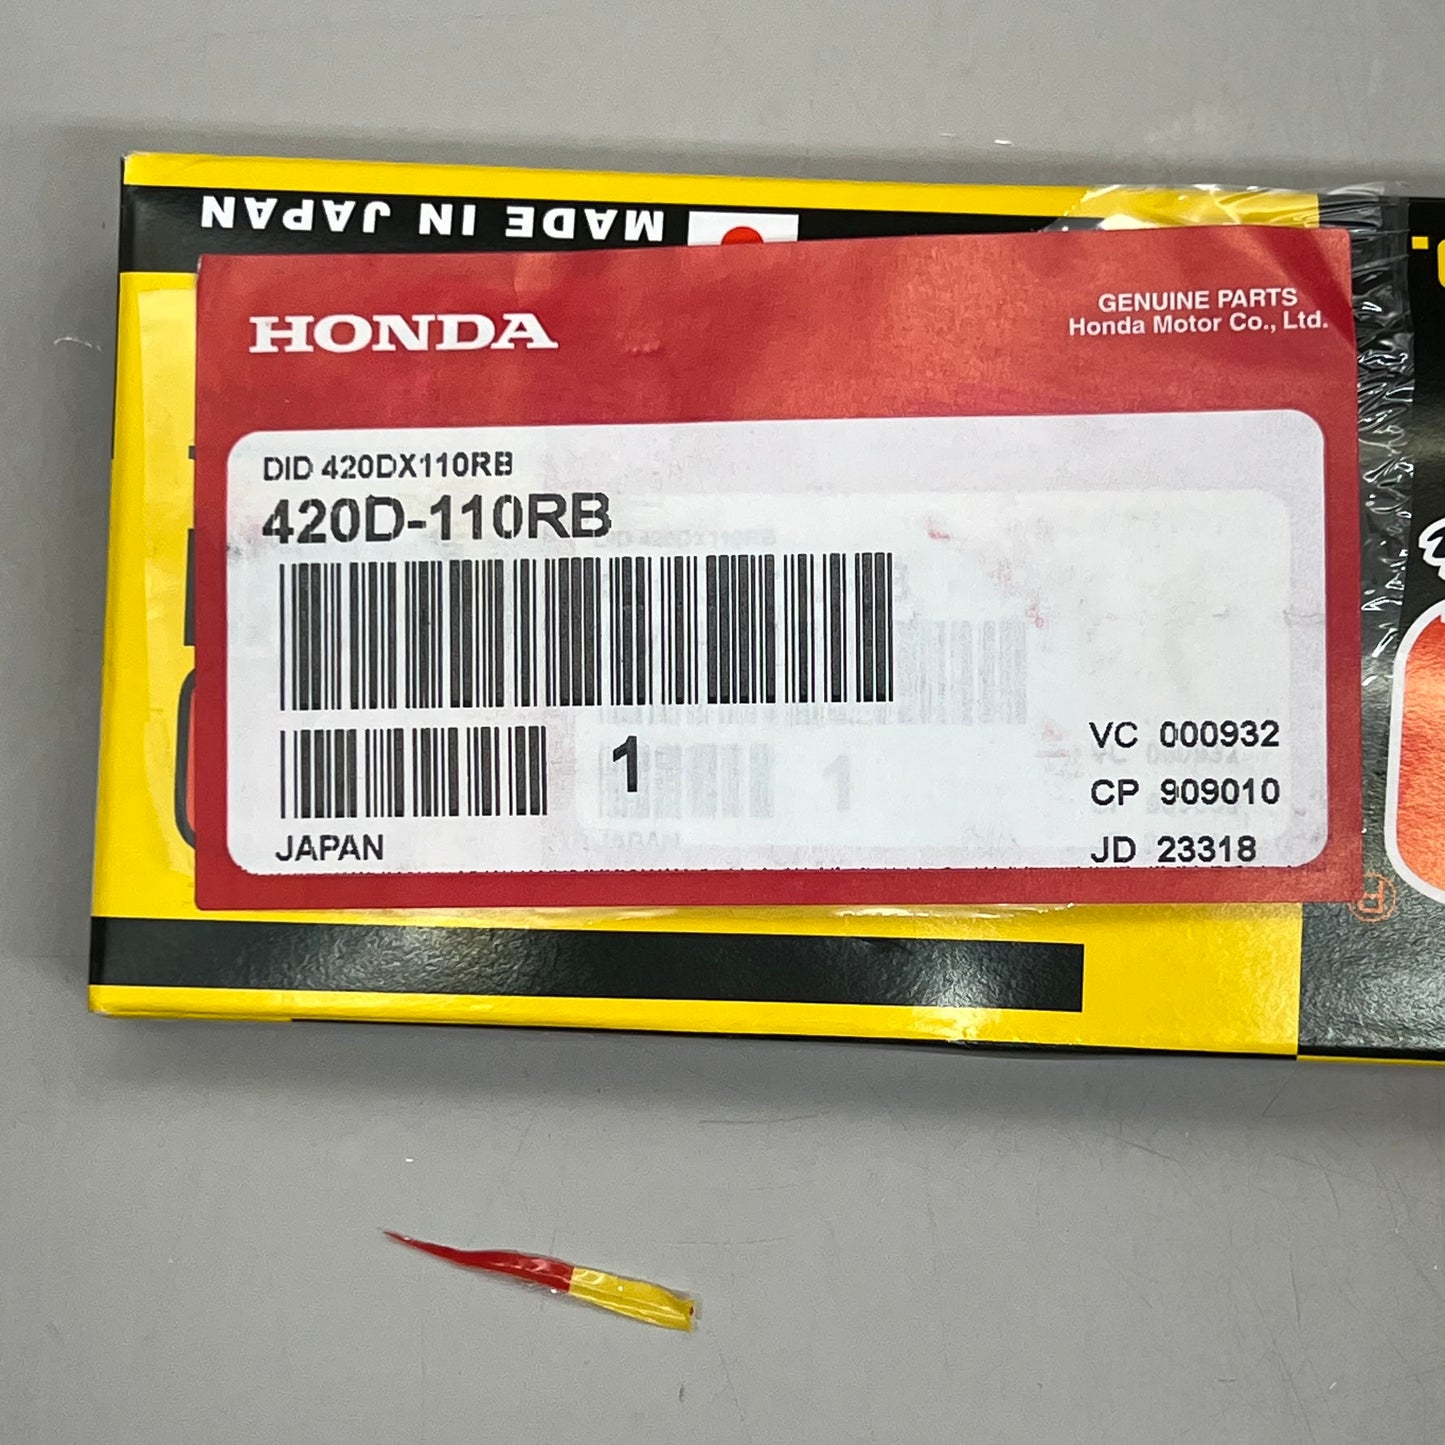 MADE IN JAPAN
HONDA
GENUINE PARTS
Honda Motor Co., Ltd.
DID 420DX110RB
420D-110RB
1
VC 000932
CP 909010
JAPAN
JD 23318